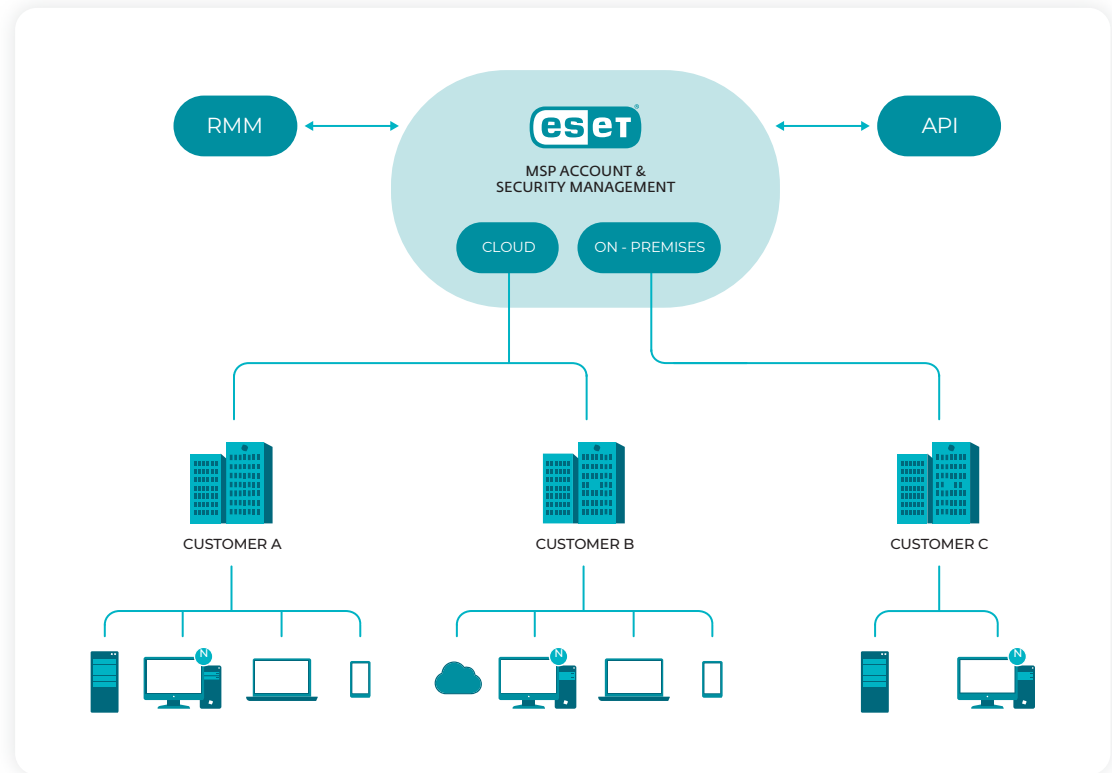 RMM
eseT®
API
MSP ACCOUNT &
SECURITY MANAGEMENT
CLOUD
ON - PREMISES
CUSTOMER A
CUSTOMER B
CUSTOMER C
N
N
N